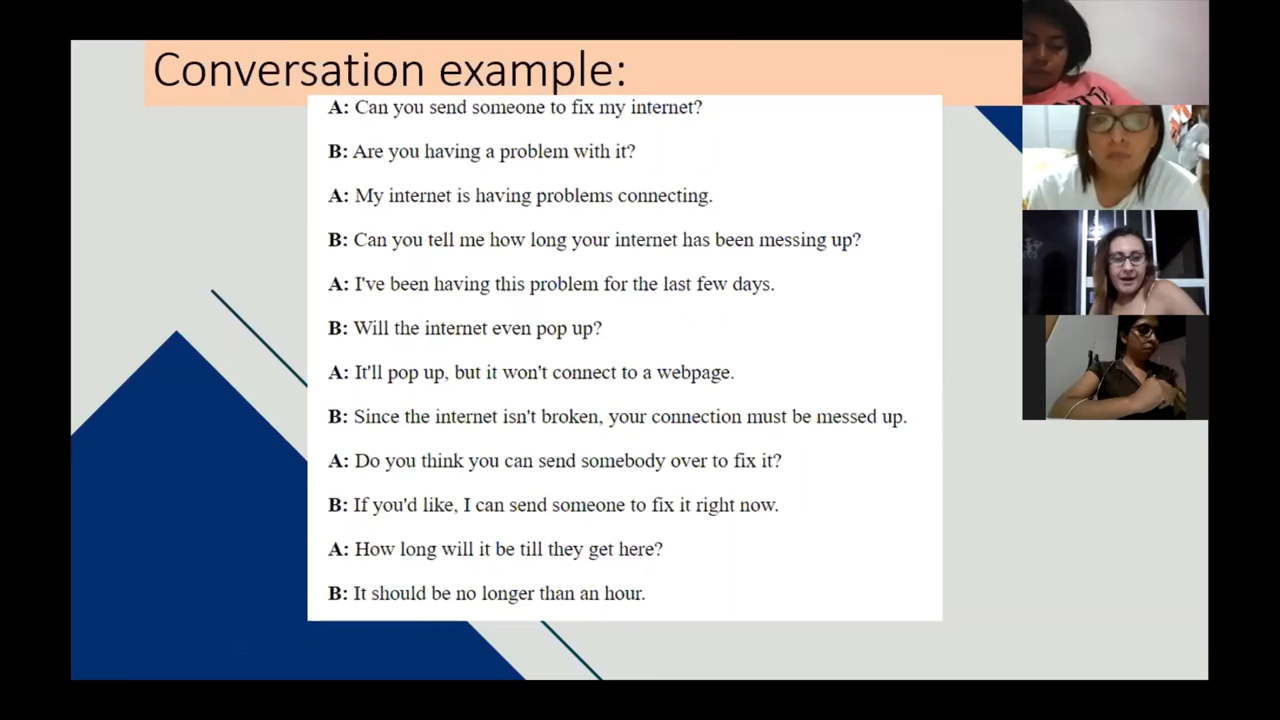 Conversation example:
A: Can you send someone to fix my internet?
B: Are you having a problem with it?
A: My internet is having problems connecting.
B: Can you tell me how long your internet has been messing up?
A: I've been having this problem for the last few days.
B: Will the internet even pop up?
A: It'll pop up, but it won't connect to a webpage.
B: Since the internet isn't broken, your connection must be messed up.
A: Do you think you can send somebody over to fix it?
B: If you'd like, I can send someone to fix it right now.
A: How long will it be till they get here?
B: It should be no longer than an hour.